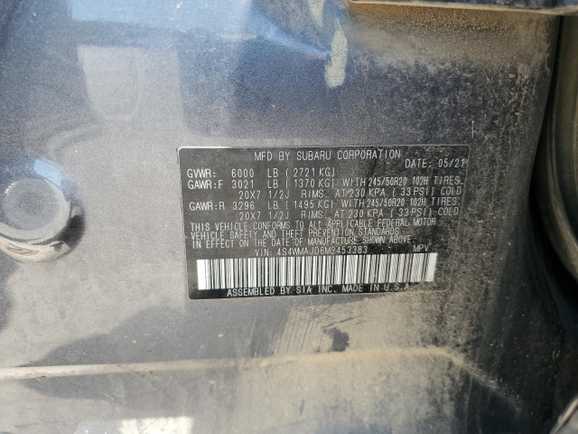 MFD BY SUBARU CORPORATION DATE: 05/21
GVWR: 6000 LB ( 2721 KG)
GAWR:F 3021 LB ( 1370 KG) WITH 245/50R20 102H TIRES
20X7 1/2J RIMS. AT 230 KPA ( 33 PSI) COLD
GAWR:R 3296 LB ( 1495 KG) WITH 245/50R20 102H TIRES
20X7 1/2J RIMS. AT 230 KPA ( 33 PSI) COLD
THIS VEHICLE CONFORMS TO ALL APPLICABLE FEDERAL MOTOR
VEHICLE SAFETY, BUMPER AND THEFT PREVENTION STANDARDS
IN EFFECT ON THE DATE OF MANUFACTURE SHOWN ABOVE.
VIN: 4S4WMAJD6M3453383 MPV
ASSEMBLED BY SIA INC. MADE IN U.S.A